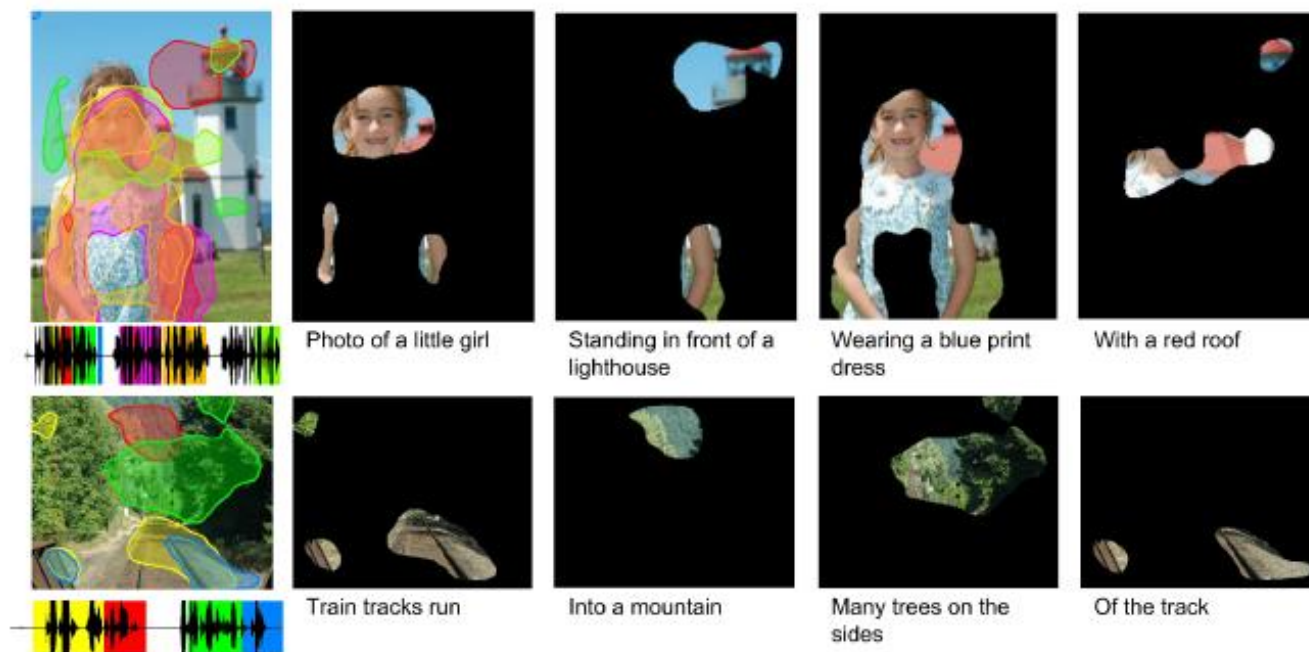 Photo of a little girl
Standing in front of a
lighthouse
Wearing a blue print
dress
With a red roof
Train tracks run
Into a mountain
Many trees on the
sides
Of the track